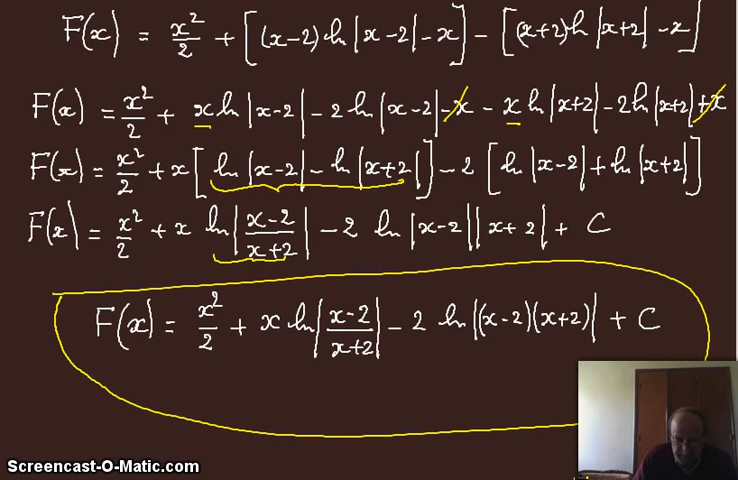 F(x) = x²/2 + [(x-2) ln |x-2| - x] - [(x+2) ln |x+2| - x]
F(x) = x²/2 + x ln |x-2| - 2 ln |x-2| - x - x ln |x+2| - 2 ln |x+2| + x
F(x) = x²/2 + x [ln |x-2| - ln |x+2|] - 2 [ln |x-2| + ln |x+2|]
F(x) = x²/2 + x ln |x-2/x+2| - 2 ln |x-2||x+2| + C
F(x) = x²/2 + x ln |x-2/x+2| - 2 ln |(x-2)(x+2)| + C
Screencast-O-Matic.com